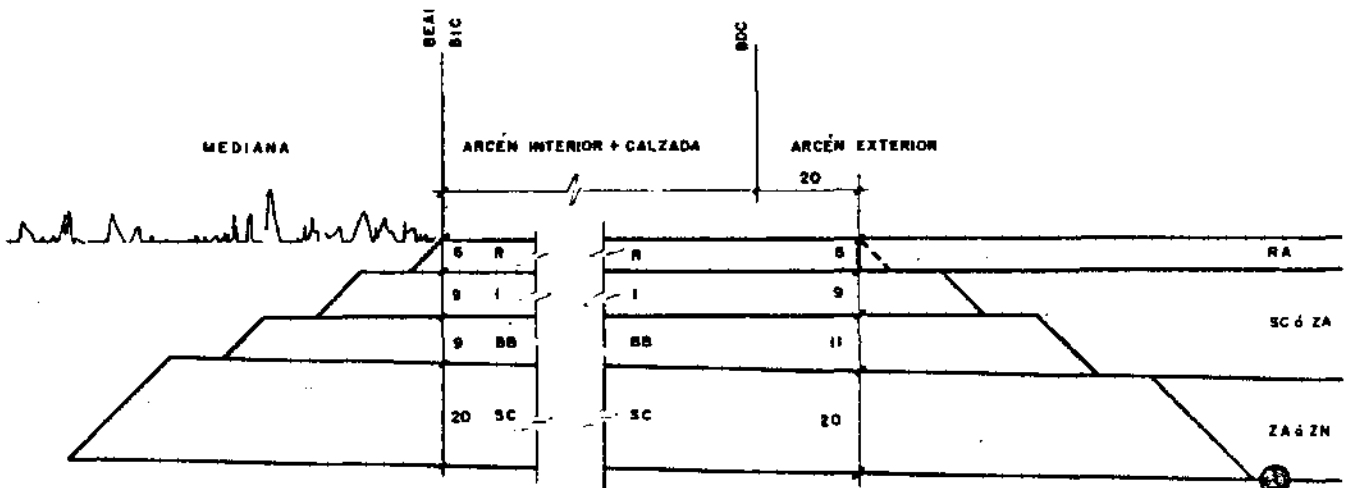 BEAI
BIC
BDC
MEDIANA
ARCÉN INTERIOR + CALZADA
ARCÉN EXTERIOR
20
6 R R 6 RA
9 I I 9
SC ó ZA
9 BB BB 11
20 SC SC 20
ZA ó ZN